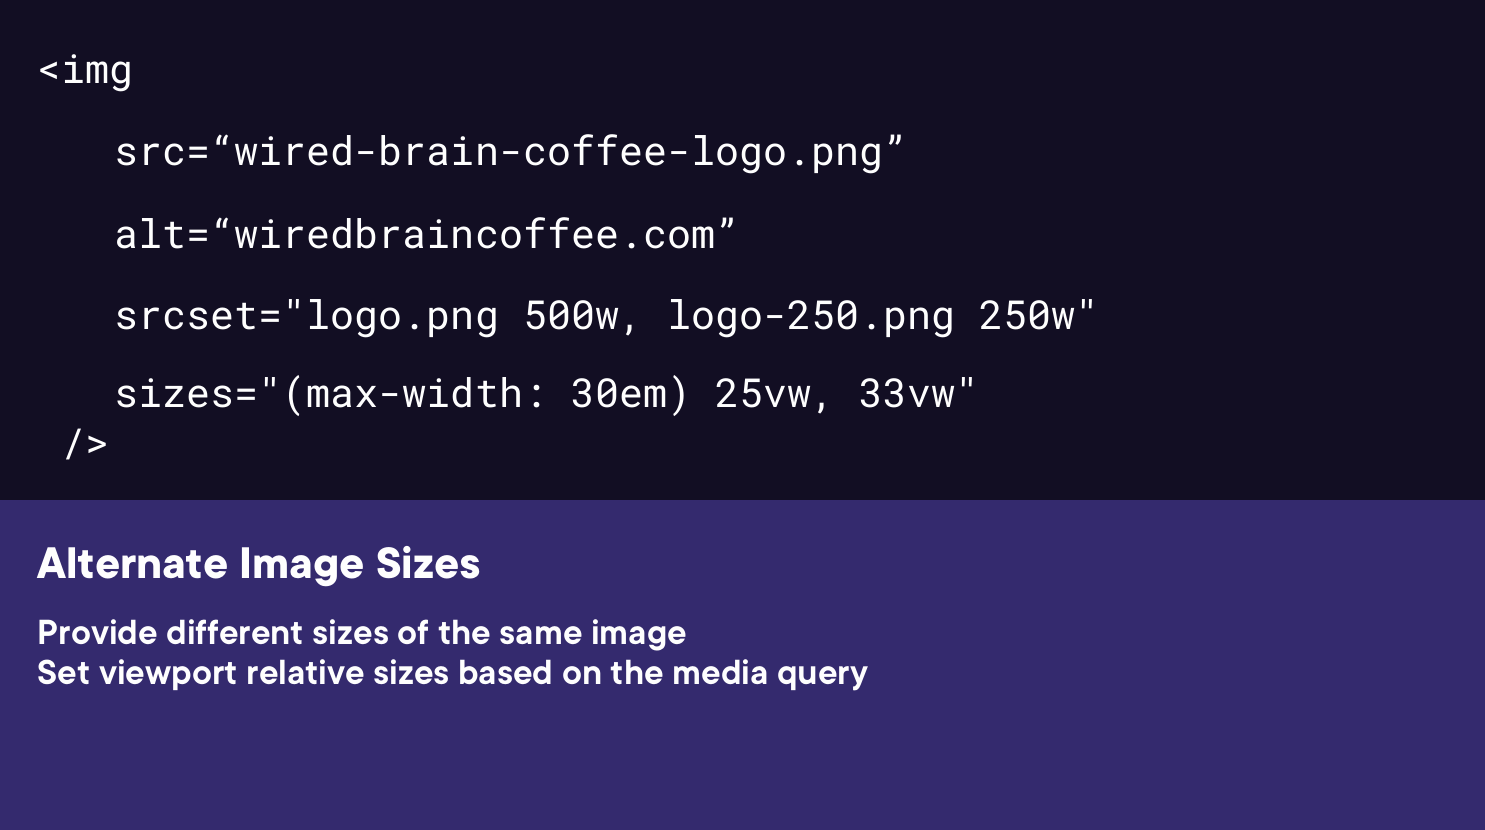 <img
src=“wired-brain-coffee-logo.png”
alt=“wiredbraincoffee.com”
srcset="logo.png 500w, logo-250.png 250w"
sizes="(max-width: 30em) 25vw, 33vw"
/>
Alternate Image Sizes
Provide different sizes of the same image
Set viewport relative sizes based on the media query